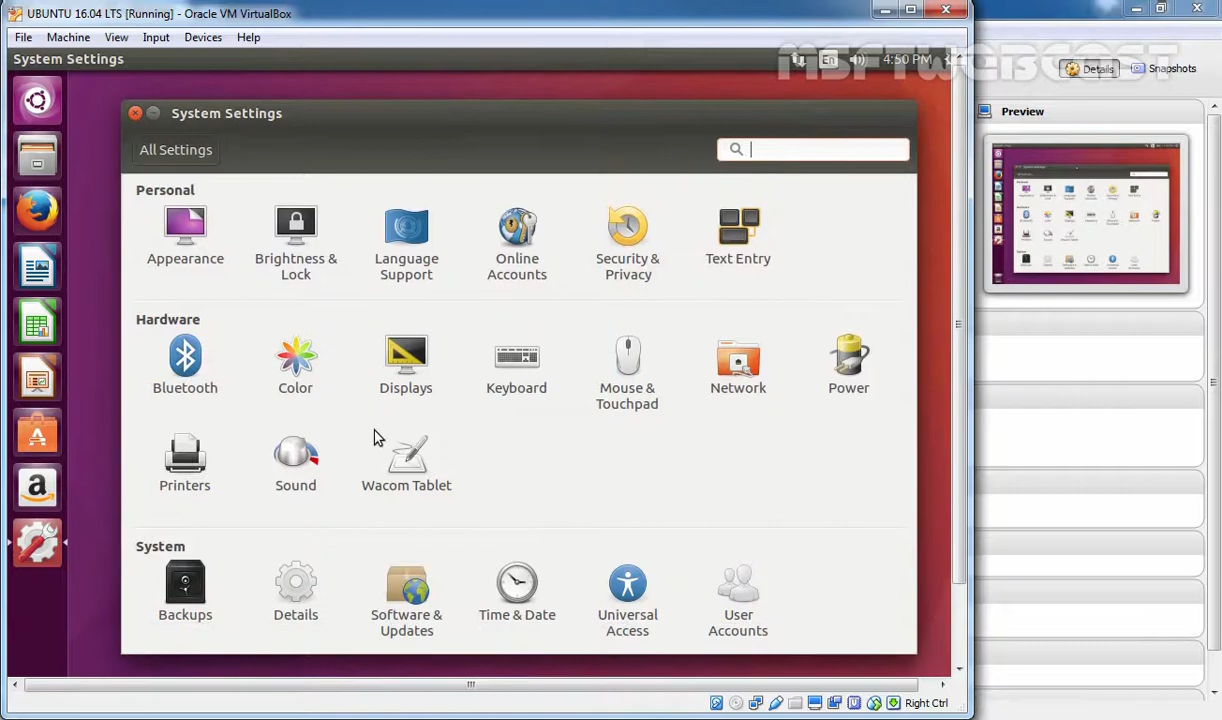 UBUNTU 16.04 LTS [Running] - Oracle VM VirtualBox
File Machine View Input Devices Help
System Settings En 4:50 PM
MSFTWEBCAST
Details Snapshots
Preview
System Settings
All Settings
Personal
Appearance
Brightness &
Lock
Language
Support
Online
Accounts
Security &
Privacy
Text Entry
Hardware
Bluetooth
Color
Displays
Keyboard
Mouse &
Touchpad
Network
Power
Printers
Sound
Wacom Tablet
System
Backups
Details
Software &
Updates
Time & Date
Universal
Access
User
Accounts
Right Ctrl